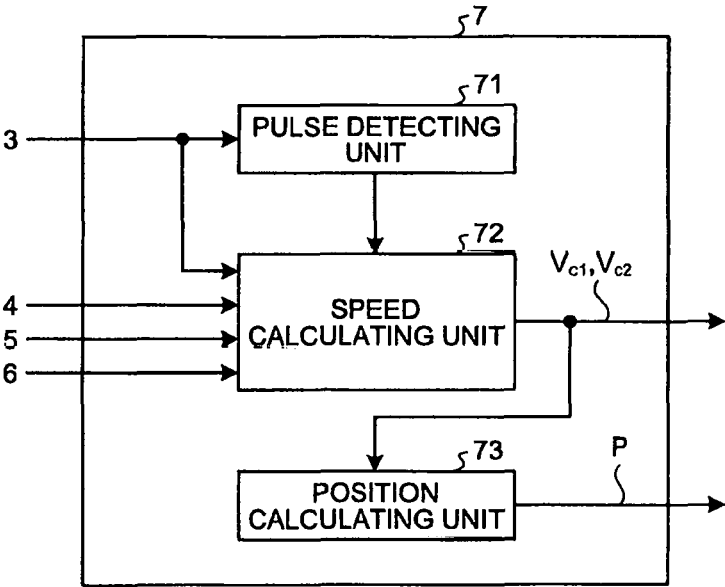 7
71
PULSE DETECTING
UNIT
3
72
SPEED
CALCULATING UNIT
Vc1,Vc2
4
5
6
73
POSITION
CALCULATING UNIT
P